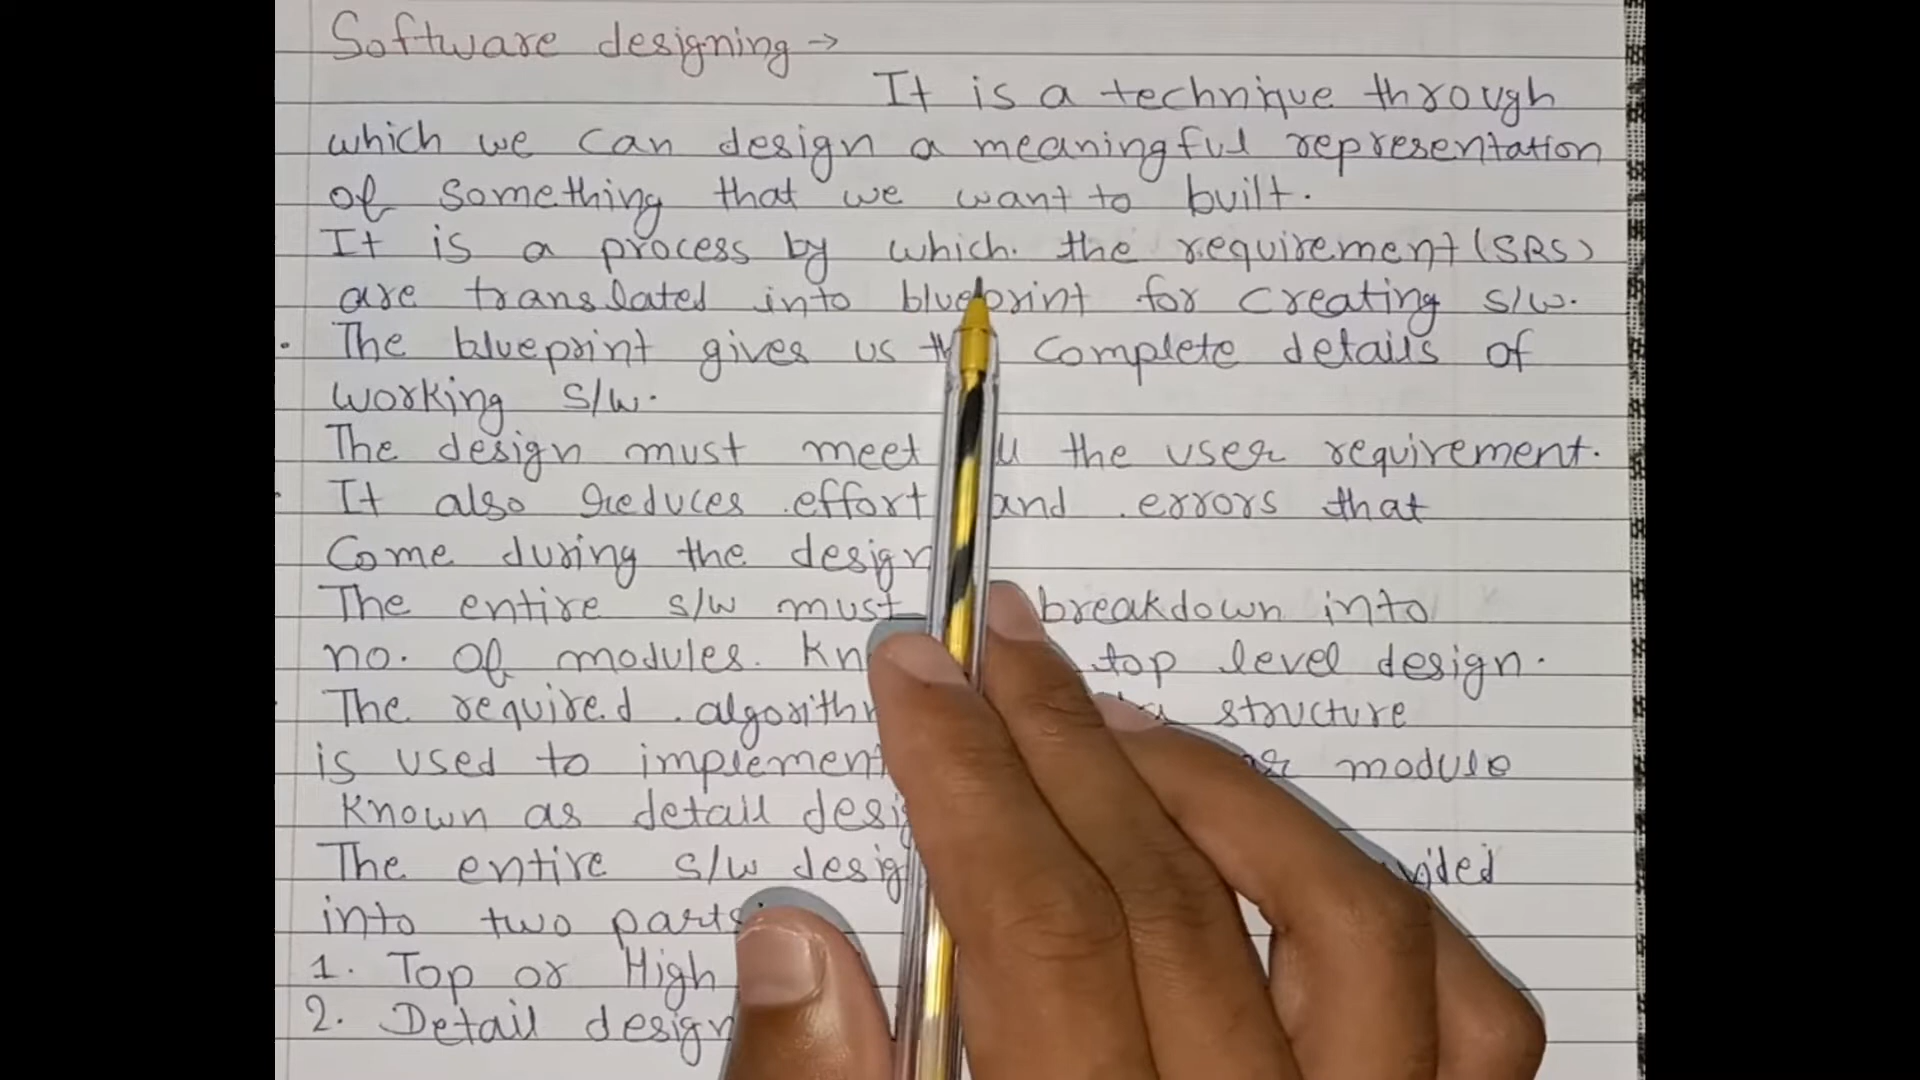 Software designing →
It is a technique through
which we can design a meaningful representation
of something that we want to built.
It is a process by which the requirement (SRS)
are translated into blueprint for creating s/w.
The blueprint gives us complete details of
working s/w.
The design must meet the user requirement.
It also reduces effort and errors that
Come during the design
The entire s/w must breakdown into
no. of modules. top level design.
The required structure
is used to module
Known as detail
The entire s/w
into two parts
1. Top or High
2. Detail design